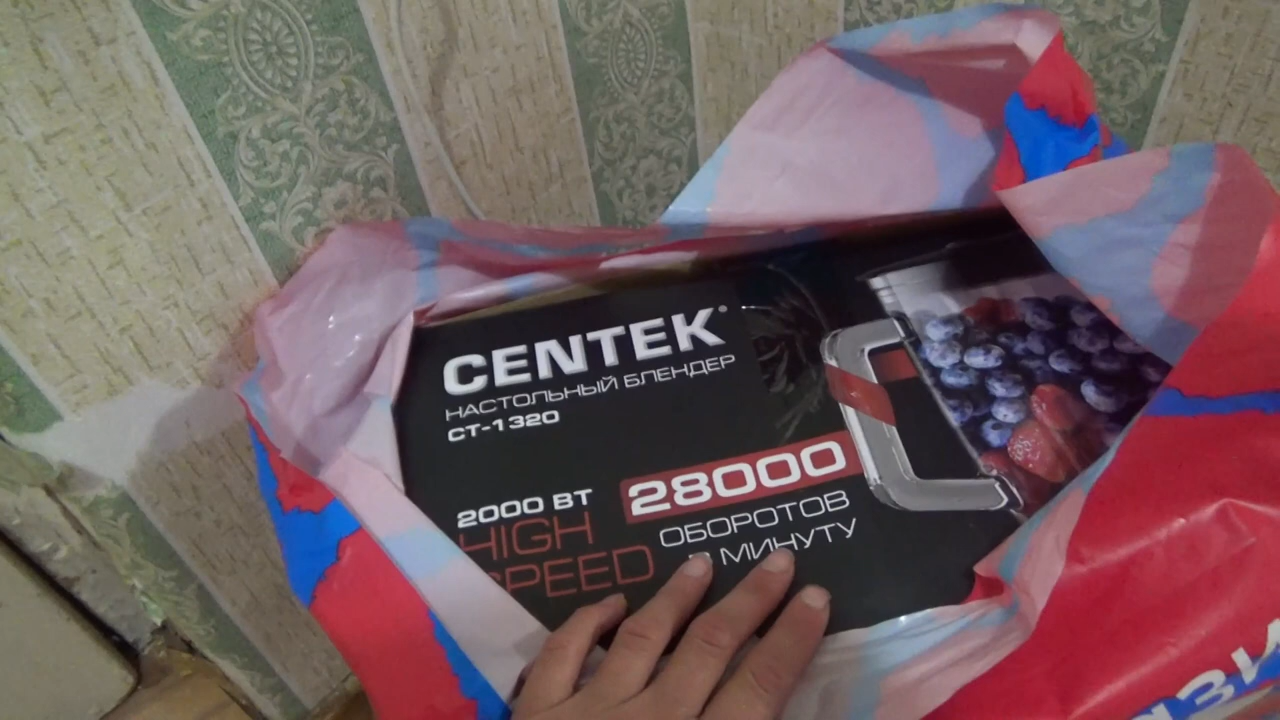 CENTEK®
НАСТОЛЬНЫЙ БЛЕНДЕР
CT-1320
2000 ВТ
HIGH
SPEED
28000
ОБОРОТОВ
В МИНУТУ